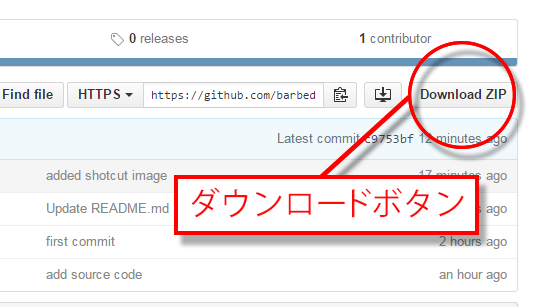 0 releases 1 contributor
Find file HTTPS https://github.com/barbed Download ZIP
Latest commit c9753bf 12 minutes ago
added shotcut image 17 minutes ago
Update README.md
ダウンロードボタン
first commit 2 hours ago
add source code an hour ago